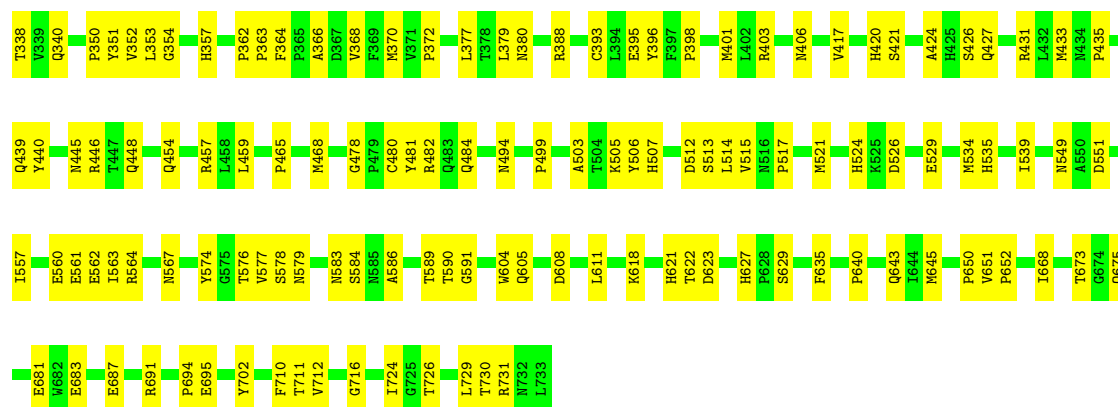 T338 V339 Q340 P350 Y351 V352 L353 G354 H357 P362 P363 F364 P365 A366 D367 V368 F369 M370 V371 P372 L377 T378 L379 N380 R388 C393 L394 E395 Y396 F397 P398 M401 L402 R403 N406 V417 H420 S421 A424 H425 S426 Q427 R431 L432 M433 N434 P435
Q439 Y440 N445 R446 T447 Q448 Q454 R457 L458 L459 P465 M468 G478 P479 C480 Y481 R482 Q483 Q484 N494 P499 A503 T504 K505 Y506 H507 D512 S513 L514 V515 N516 P517 M521 H524 K525 D526 E529 M534 H535 I539 N549 A550 D551
I557 E560 E561 E562 I563 R564 N567 Y574 G575 T576 V577 S578 N579 N583 S584 N585 A586 T589 T590 G591 W604 Q605 D608 L611 K618 H621 T622 D623 H627 P628 S629 F635 P640 Q643 I644 M645 P650 V651 P652 I668 T673 G674 Q675
E681 W682 E683 E687 R691 P694 E695 Y702 F710 T711 V712 G716 I724 G725 T726 L729 T730 R731 N732 L733